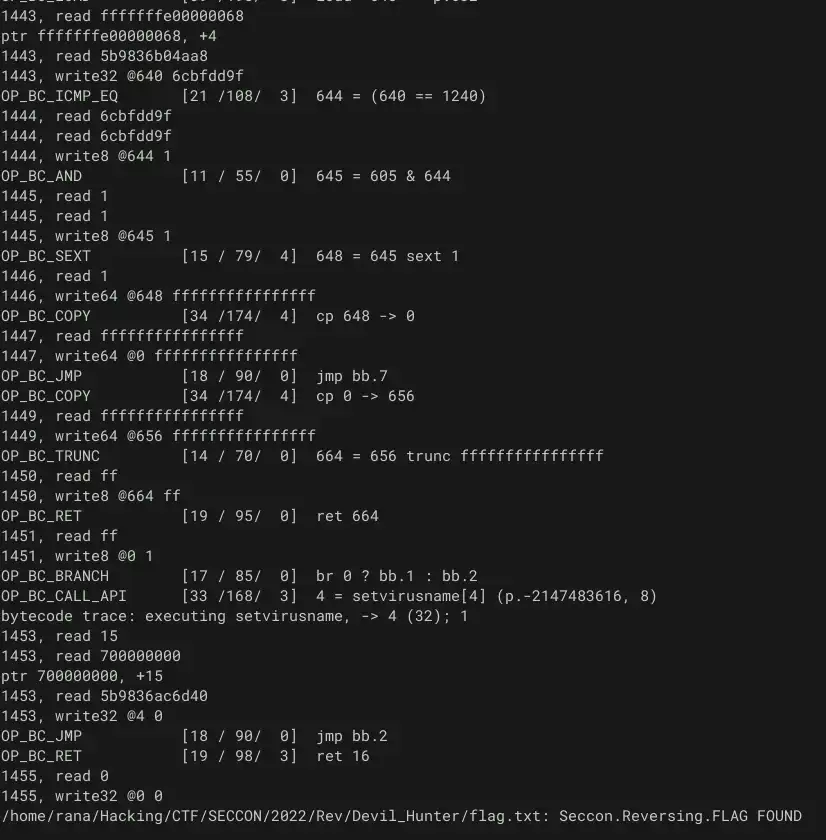 1443, read fffffffe00000068
ptr fffffffe00000068, +4
1443, read 5b9836b04aa8
1443, write32 @640 6cbfdd9f
OP_BC_ICMP_EQ [21 /108/ 3] 644 = (640 == 1240)
1444, read 6cbfdd9f
1444, read 6cbfdd9f
1444, write8 @644 1
OP_BC_AND [11 / 55/ 0] 645 = 605 & 644
1445, read 1
1445, read 1
1445, write8 @645 1
OP_BC_SEXT [15 / 79/ 4] 648 = 645 sext 1
1446, read 1
1446, write64 @648 ffffffffffffffff
OP_BC_COPY [34 /174/ 4] cp 648 -> 0
1447, read ffffffffffffffff
1447, write64 @0 ffffffffffffffff
OP_BC_JMP [18 / 90/ 0] jmp bb.7
OP_BC_COPY [34 /174/ 4] cp 0 -> 656
1449, read ffffffffffffffff
1449, write64 @656 ffffffffffffffff
OP_BC_TRUNC [14 / 70/ 0] 664 = 656 trunc ffffffffffffffff
1450, read ff
1450, write8 @664 ff
OP_BC_RET [19 / 95/ 0] ret 664
1451, read ff
1451, write8 @0 1
OP_BC_BRANCH [17 / 85/ 0] br 0 ? bb.1 : bb.2
OP_BC_CALL_API [33 /168/ 3] 4 = setvirusname[4] (p.-2147483616, 8)
bytecode trace: executing setvirusname, -> 4 (32); 1
1453, read 15
1453, read 700000000
ptr 700000000, +15
1453, read 5b9836ac6d40
1453, write32 @4 0
OP_BC_JMP [18 / 90/ 0] jmp bb.2
OP_BC_RET [19 / 98/ 3] ret 16
1455, read 0
1455, write32 @0 0
/home/rana/Hacking/CTF/SECCON/2022/Rev/Devil_Hunter/flag.txt: Seccon.Reversing.FLAG FOUND